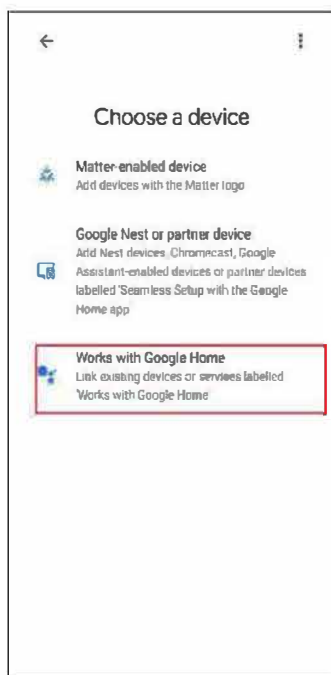 Choose a device
Matter-enabled device
Add devices with the Matter logo
Google Nest or partner device
Add Nest devices, Chromecast, Google
Assistant-enabled devices or partner devices
labelled 'Seamless Setup with the Google
Home app
Works with Google Home
Link existing devices or services labelled
'Works with Google Home'